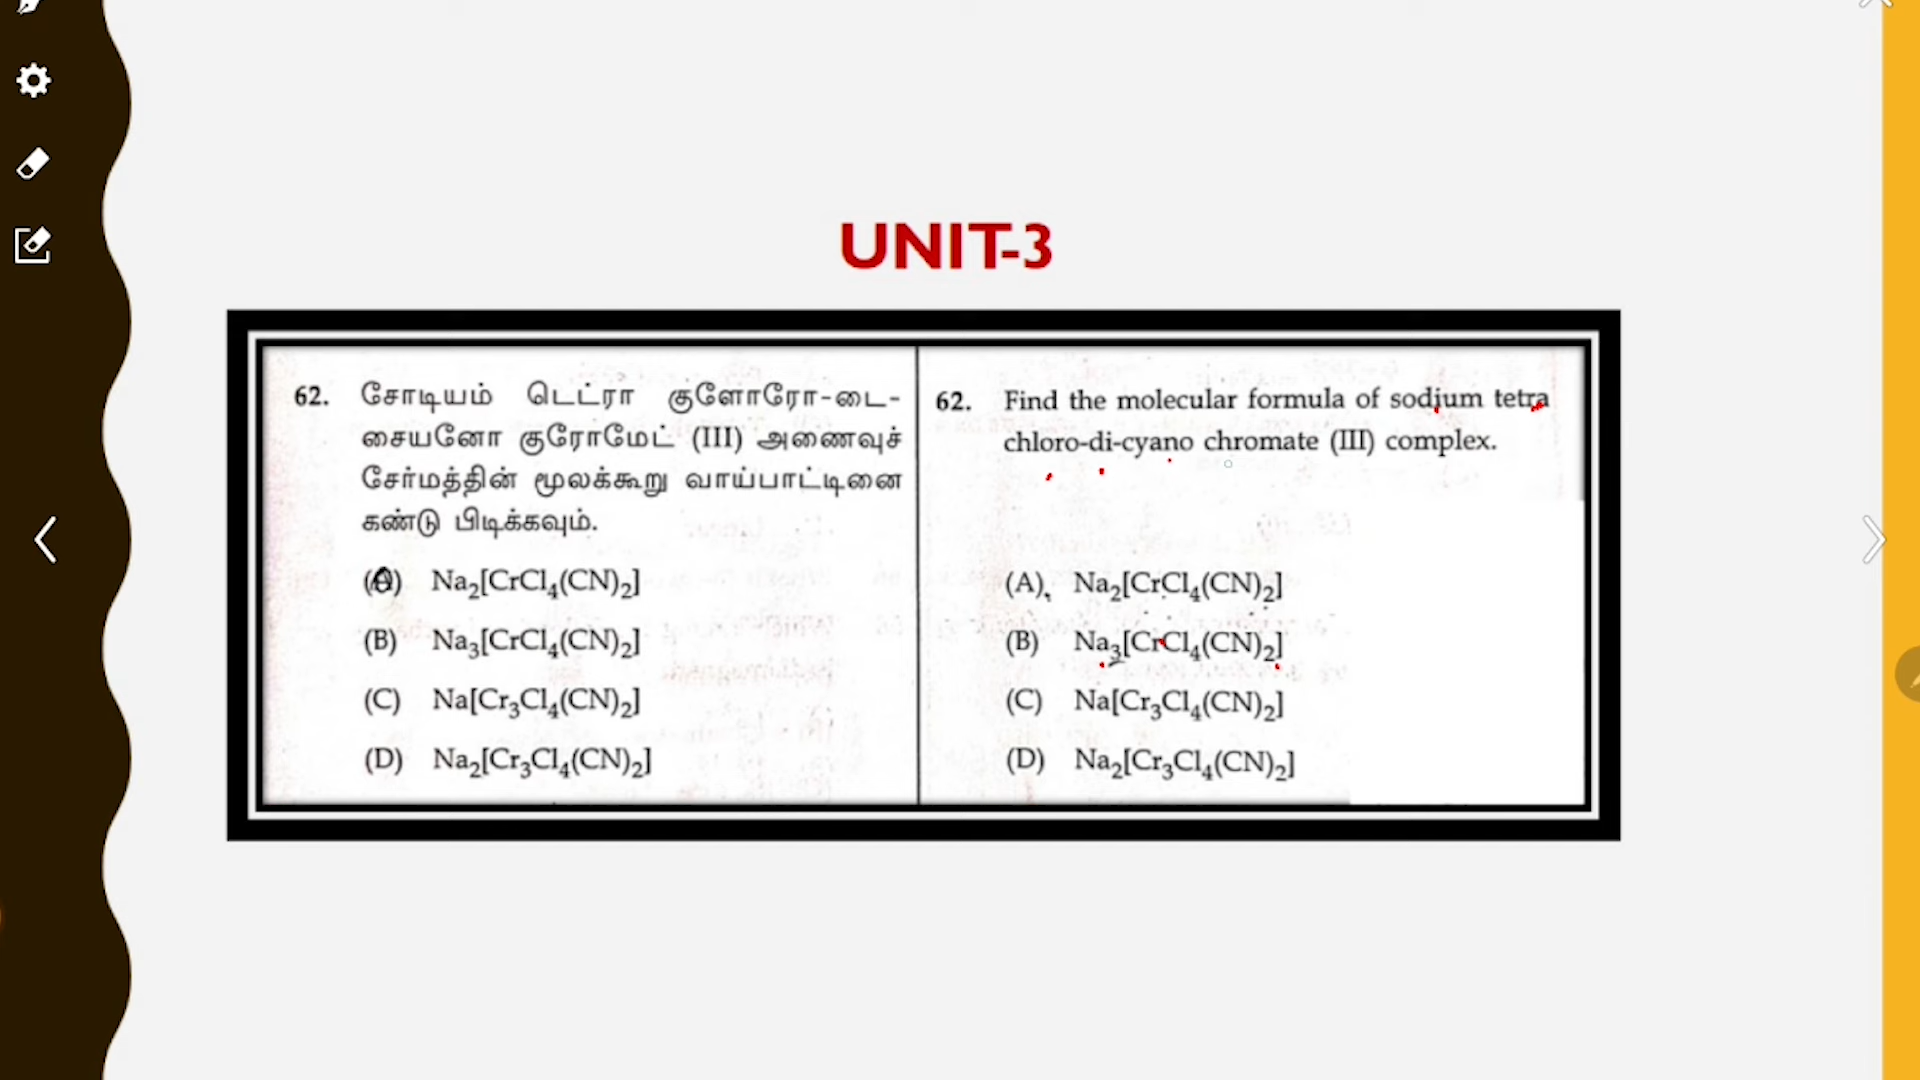 UNIT-3
62. சோடியம் டெட்ரா குளோரோ-டை-
சையனோ குரோமேட் (III) அணைவுச்
சேர்மத்தின் மூலக்கூறு வாய்பாட்டினை
கண்டு பிடிக்கவும்.
(A) Na₂[CrCl₄(CN)₂]
(B) Na₃[CrCl₄(CN)₂]
(C) Na[Cr₃Cl₄(CN)₂]
(D) Na₂[Cr₃Cl₄(CN)₂]
62. Find the molecular formula of sodium tetra
chloro-di-cyano chromate (III) complex.
(A) Na₂[CrCl₄(CN)₂]
(B) Na₃[CrCl₄(CN)₂]
(C) Na[Cr₃Cl₄(CN)₂]
(D) Na₂[Cr₃Cl₄(CN)₂]